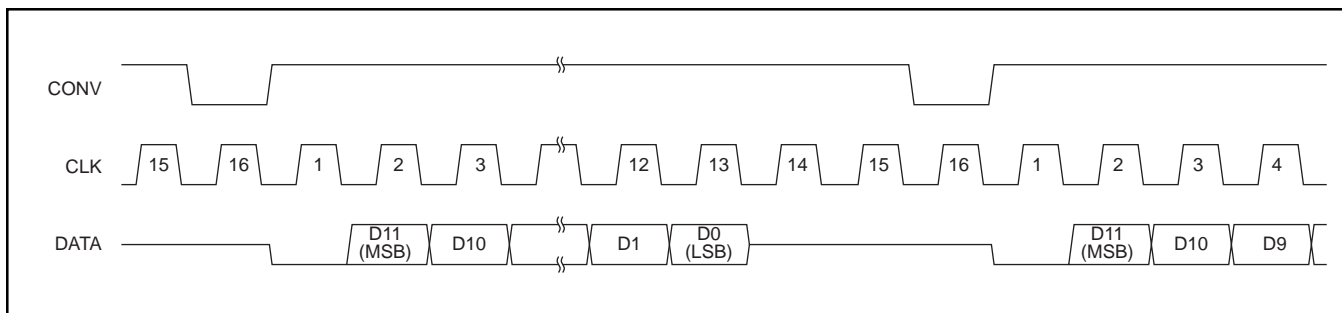 CONV
CLK 15 16 1 2 3 12 13 14 15 16 1 2 3 4
DATA D11 (MSB) D10 D1 D0 (LSB) D11 (MSB) D10 D9